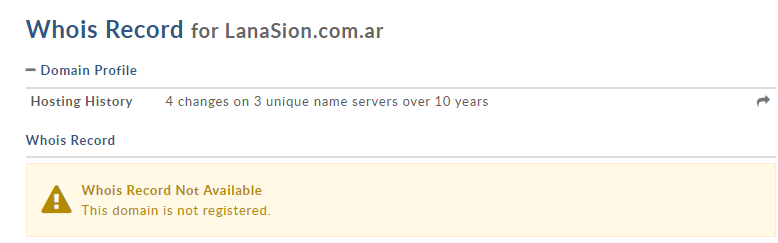 Whois Record for LanaSion.com.ar
Domain Profile
Hosting History 4 changes on 3 unique name servers over 10 years
Whois Record
Whois Record Not Available
This domain is not registered.